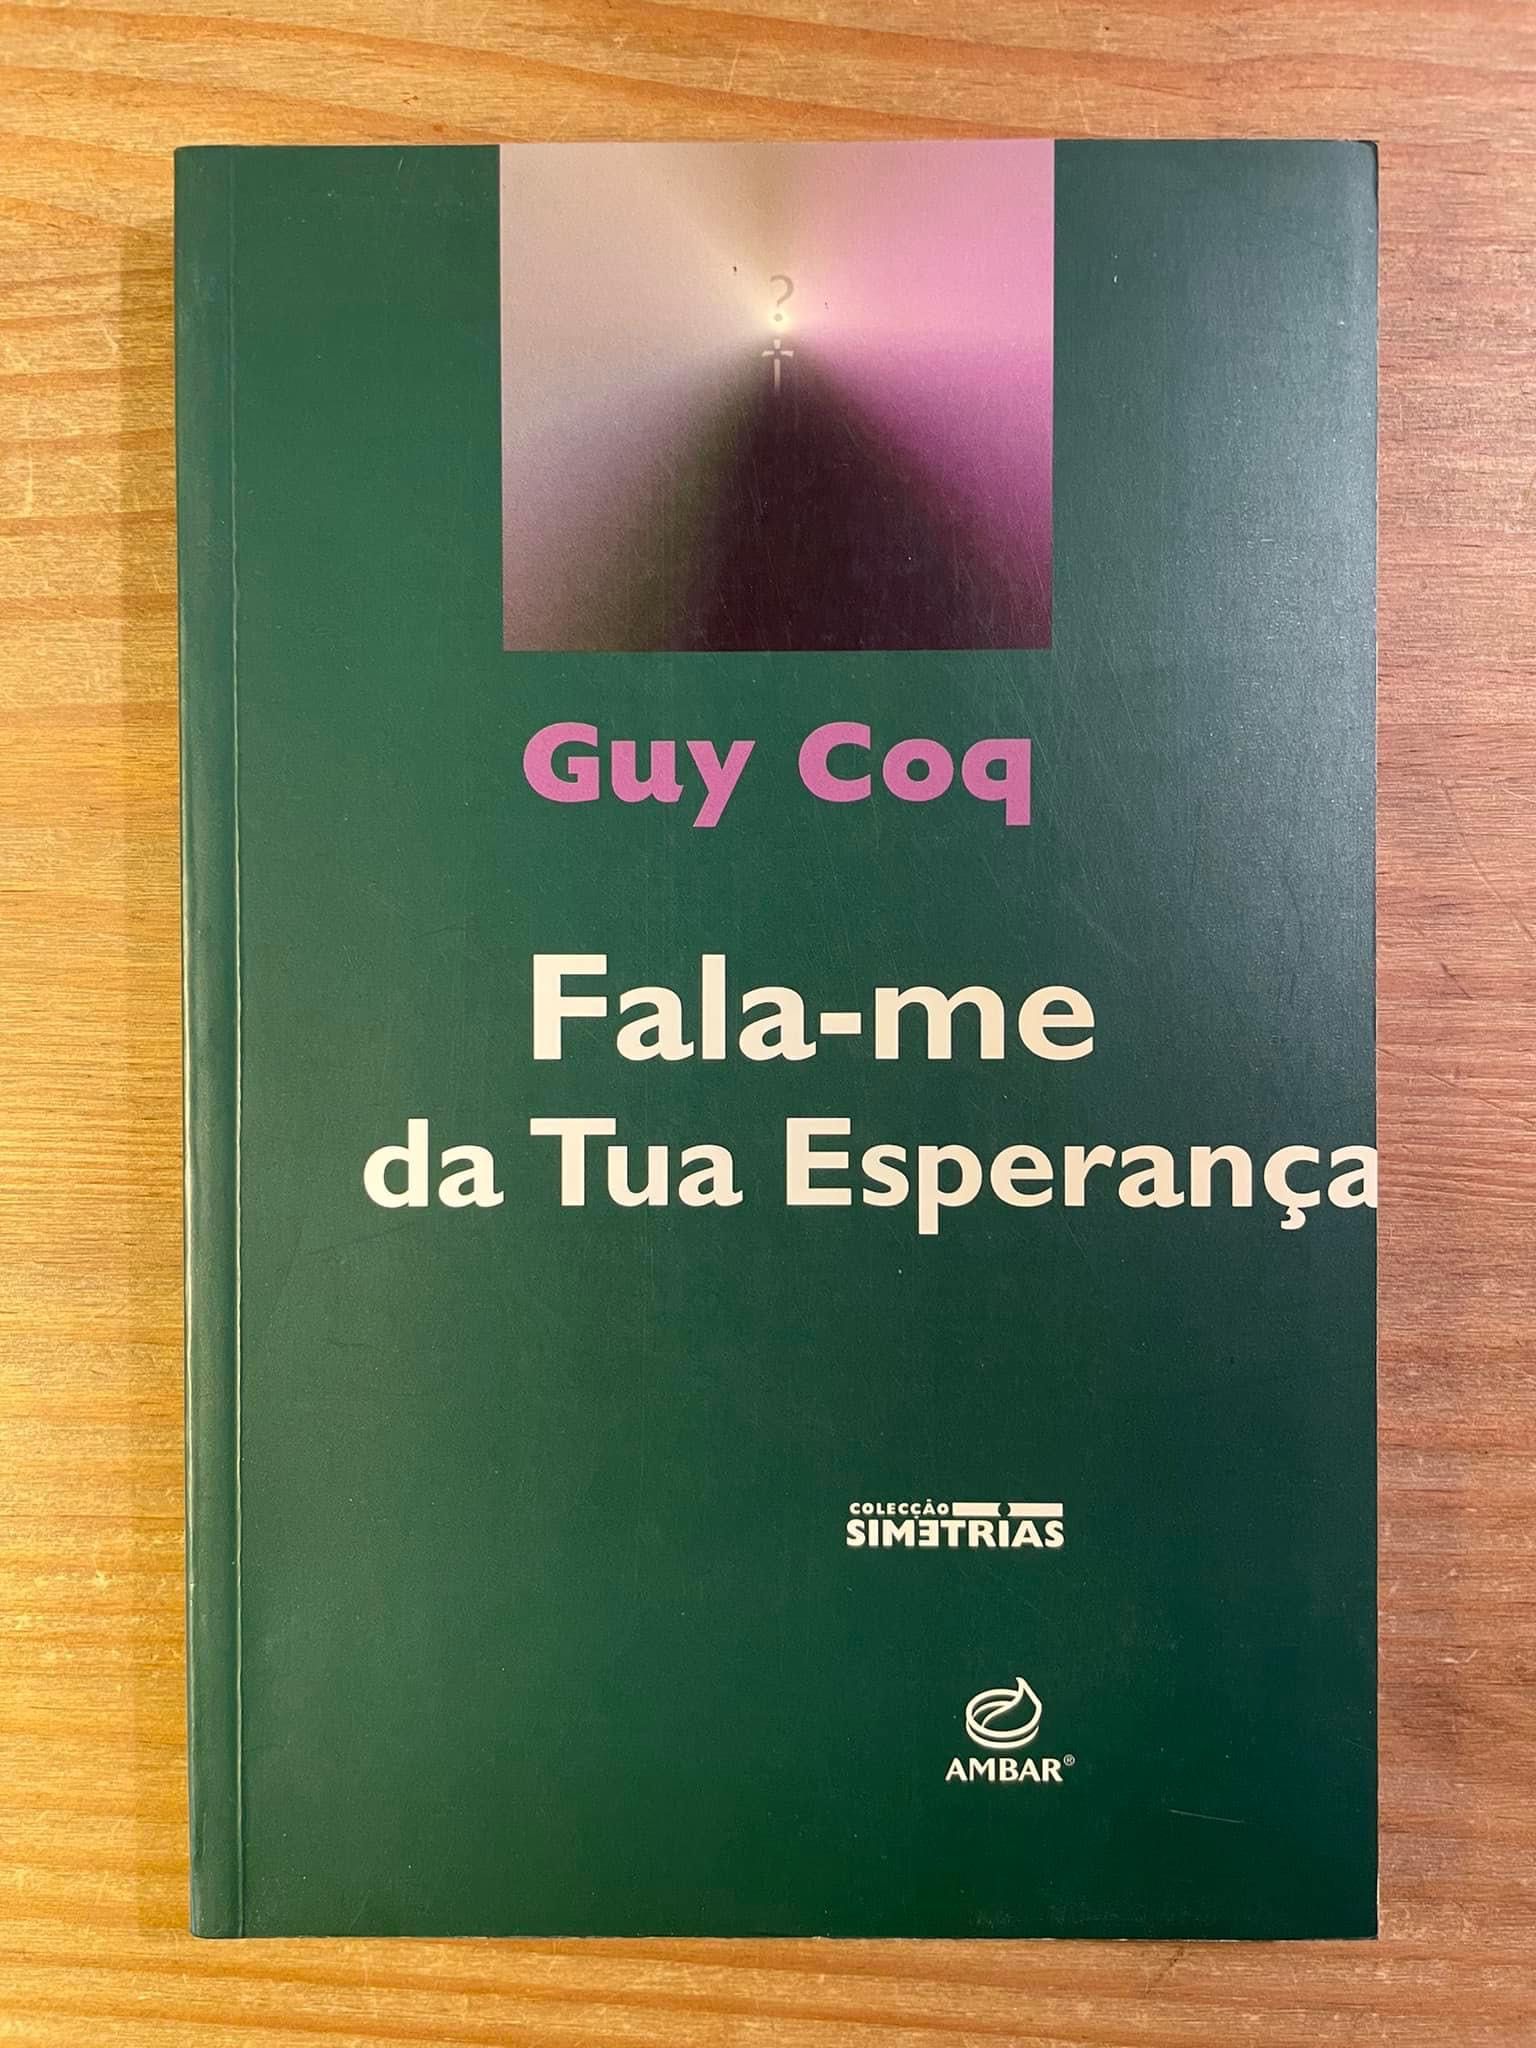 ?
Guy Coq
Fala-me
da Tua Esperança
COLECÇÃO
SIMETRIAS
AMBAR®